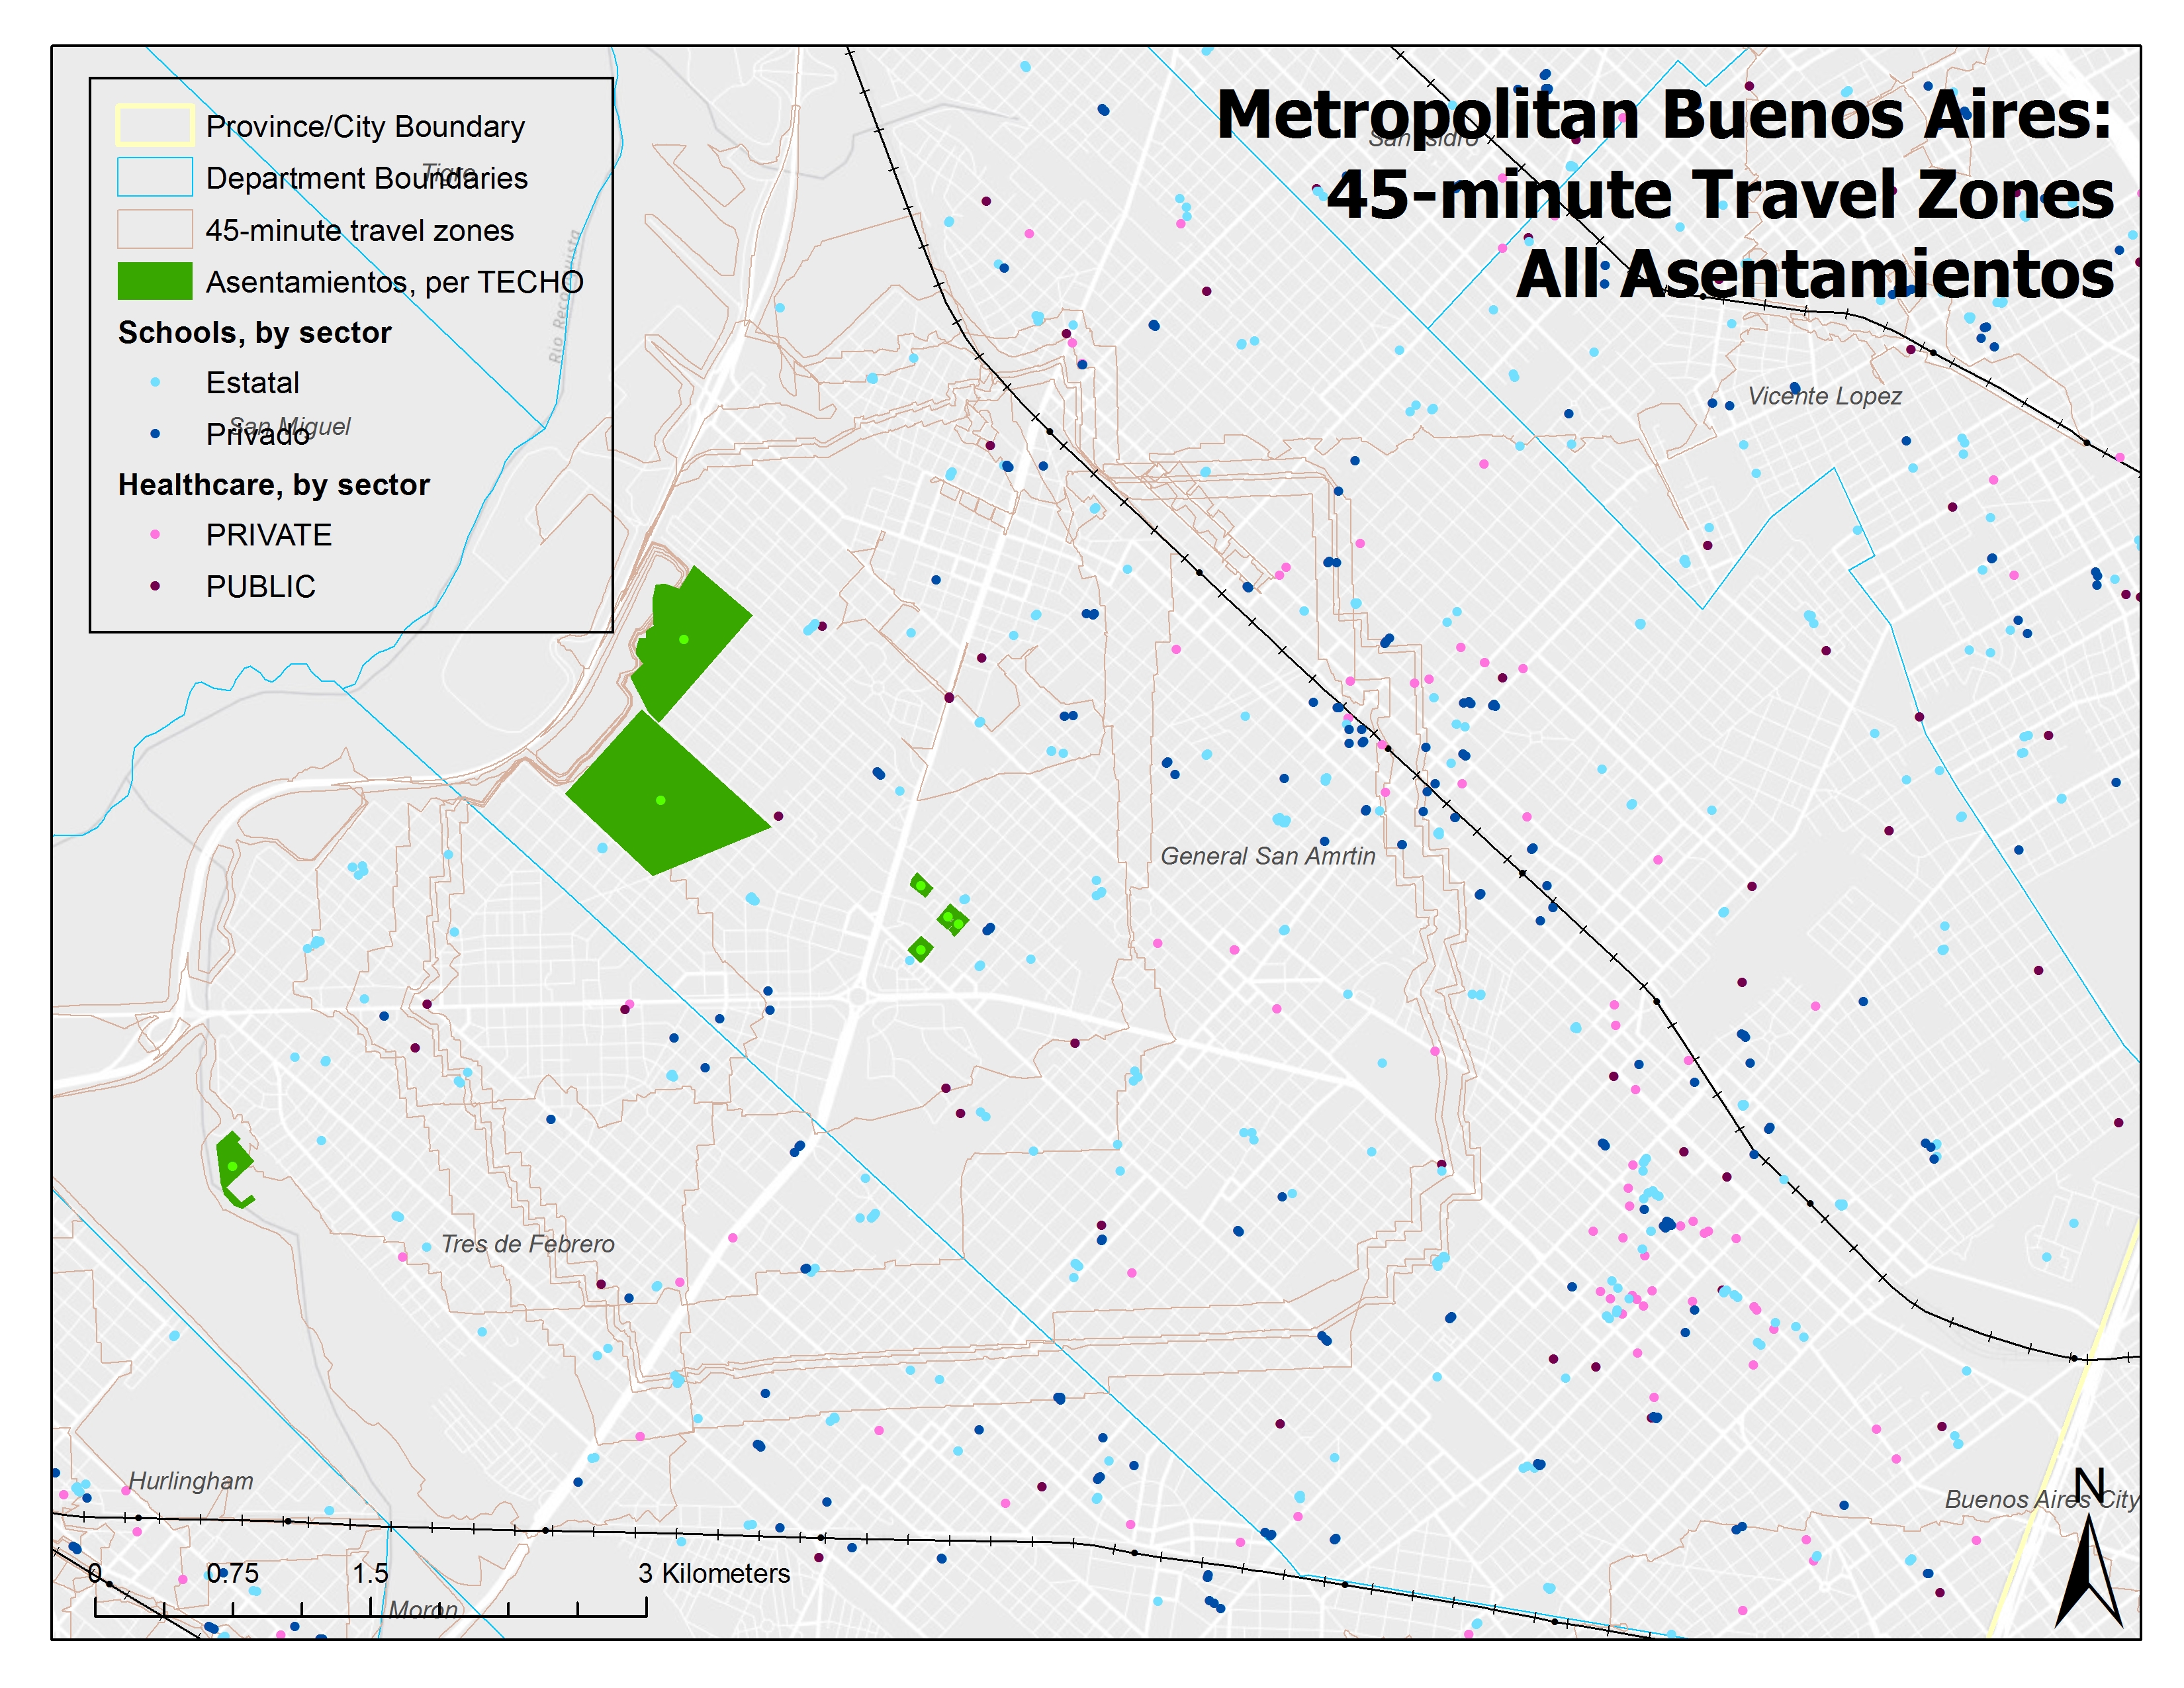 Metropolitan Buenos Aires:
45-minute Travel Zones
All Asentamientos
Province/City Boundary
Department Boundaries
45-minute travel zones
Asentamientos, per TECHO
Schools, by sector
Estatal
Privado
Healthcare, by sector
PRIVATE
PUBLIC
Tigre
San Miguel
Rio Reconquista
San Isidro
Vicente Lopez
General San Amrtin
Tres de Febrero
Hurlingham
Moron
Buenos Aires City
N
0 0.75 1.5 3 Kilometers